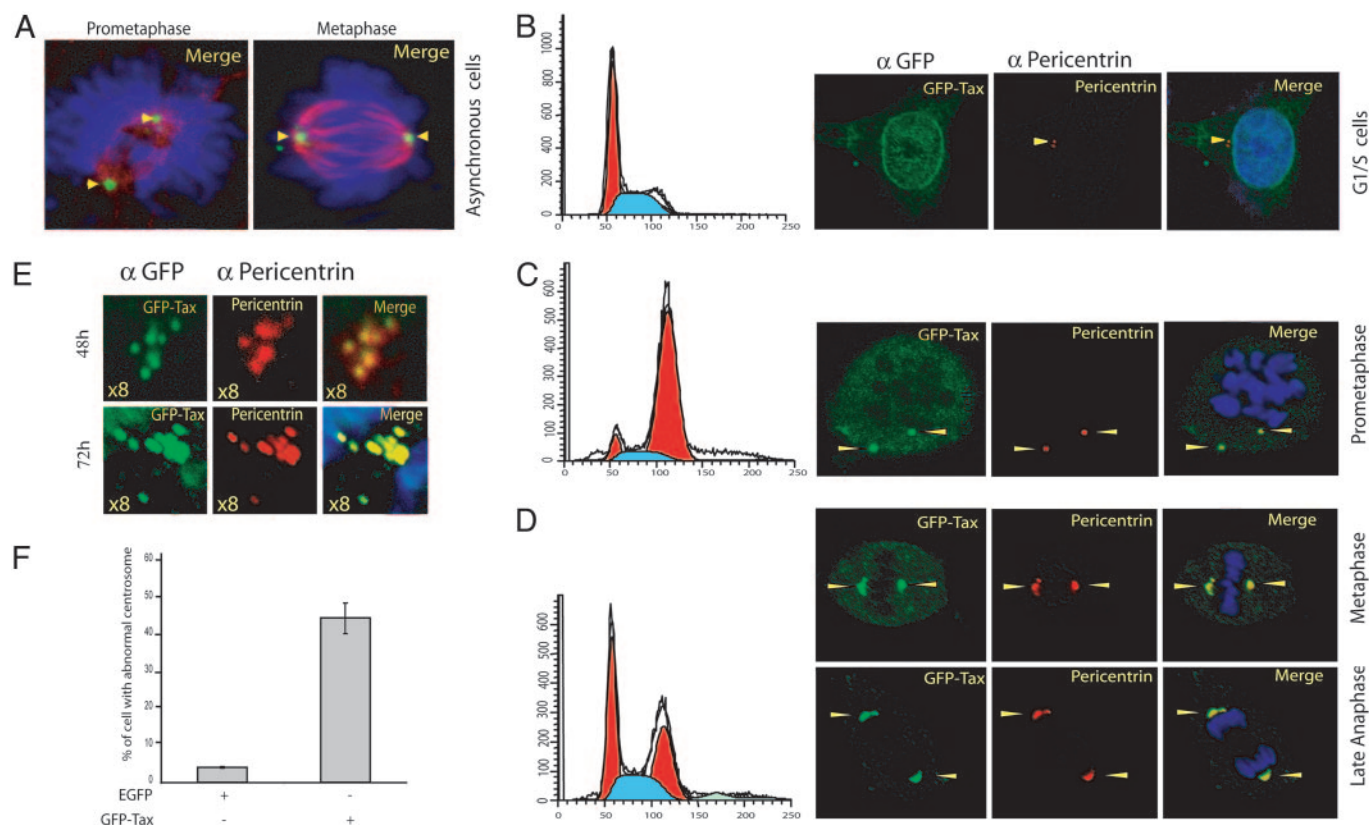 A
Prometaphase
Metaphase
Merge
Merge
Asynchronous cells
B
1000
800
600
400
200
0
0 50 100 150 200 250
α GFP
α Pericentrin
GFP-Tax
Pericentrin
Merge
G1/S cells
C
600
500
400
300
200
100
0
0 50 100 150 200 250
GFP-Tax
Pericentrin
Merge
Prometaphase
D
600
500
400
300
200
100
0
0 50 100 150 200 250
GFP-Tax
Pericentrin
Merge
Metaphase
GFP-Tax
Pericentrin
Merge
Late Anaphase
E
α GFP
α Pericentrin
48h
GFP-Tax
Pericentrin
Merge
x8
x8
x8
72h
GFP-Tax
Pericentrin
Merge
x8
x8
x8
F
% of cell with abnormal centrosome
60
50
40
30
20
10
0
EGFP + -
GFP-Tax - +